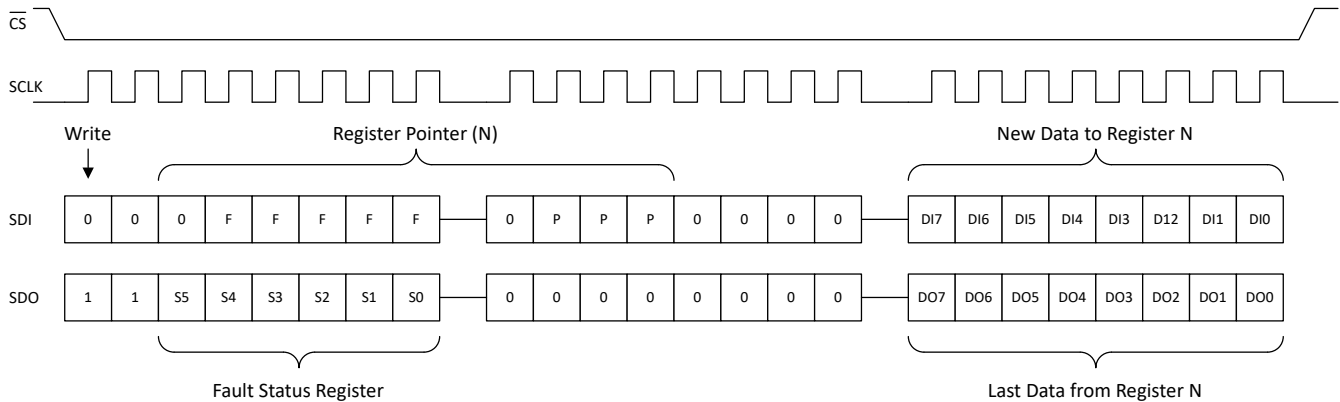 CS
SCLK
Write Register Pointer (N) New Data to Register N
SDI 0 0 0 F F F F F 0 P P P 0 0 0 0 DI7 DI6 DI5 DI4 DI3 D12 DI1 DI0
SDO 1 1 S5 S4 S3 S2 S1 S0 0 0 0 0 0 0 0 0 DO7 DO6 DO5 DO4 DO3 DO2 DO1 DO0
Fault Status Register Last Data from Register N